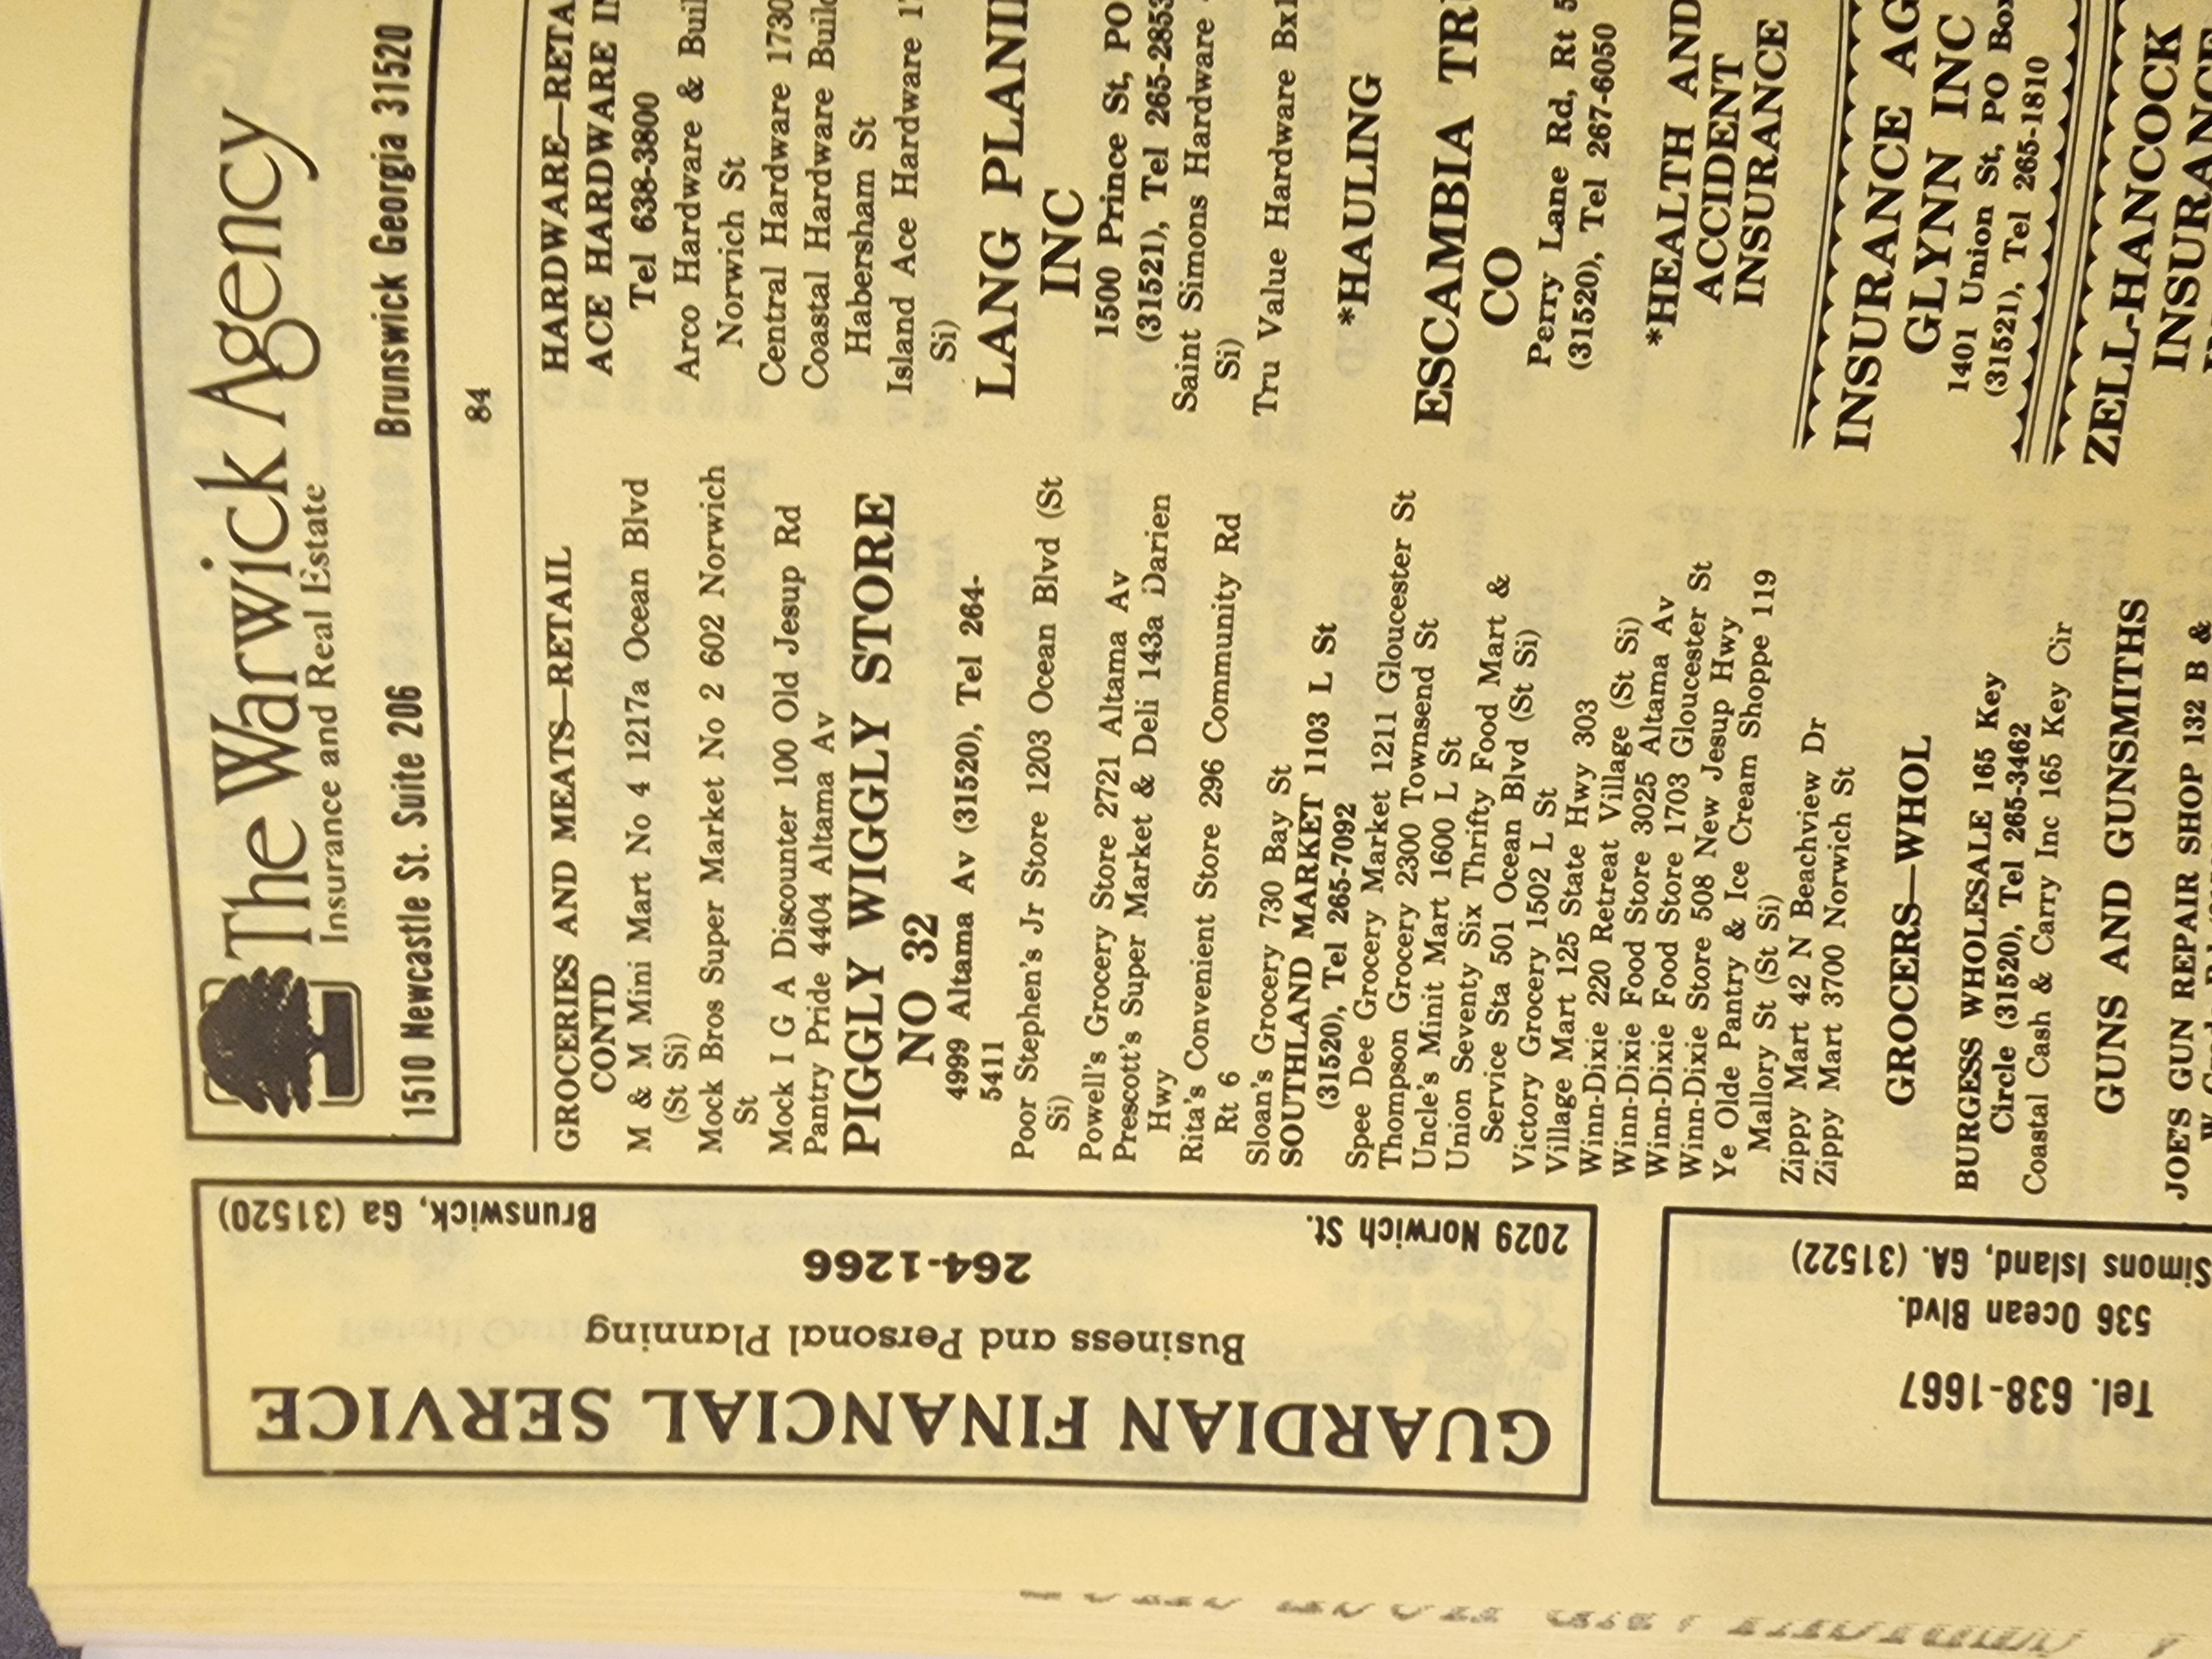 The Warwick Agency
Insurance and Real Estate
1510 Newcastle St. Suite 206 Brunswick Georgia 31520
84
GROCERIES AND MEATS—RETAIL
CONTD
M & M Mini Mart No 4 1217a Ocean Blvd
(St Si)
Mock Bros Super Market No 2 602 Norwich
St
Mock I G A Discounter 100 Old Jesup Rd
Pantry Pride 4404 Altama Av
PIGGLY WIGGLY STORE
NO 32
4999 Altama Av (31520), Tel 264-
5411
Poor Stephen's Jr Store 1203 Ocean Blvd (St
Si)
Powell's Grocery Store 2721 Altama Av
Prescott's Super Market & Deli 143a Darien
Hwy
Rita's Convenient Store 296 Community Rd
Rt 6
Sloan's Grocery 730 Bay St
SOUTHLAND MARKET 1103 L St
(31520), Tel 265-7092
Spee Dee Grocery Market 1211 Gloucester St
Thompson Grocery 2300 Townsend St
Uncle's Minit Mart 1600 L St
Union Seventy Six Thrifty Food Mart &
Service Sta 501 Ocean Blvd (St Si)
Victory Grocery 1502 L St
Village Mart 125 State Hwy 303
Winn-Dixie 220 Retreat Village (St Si)
Winn-Dixie Food Store 3025 Altama Av
Winn-Dixie Food Store 1703 Gloucester St
Winn-Dixie Store 508 New Jesup Hwy
Ye Olde Pantry & Ice Cream Shoppe 119
Mallory St (St Si)
Zippy Mart 42 N Beachview Dr
Zippy Mart 3700 Norwich St
GROCERS—WHOL
BURGESS WHOLESALE 165 Key
Circle (31520), Tel 265-3462
Coastal Cash & Carry Inc 165 Key Cir
GUNS AND GUNSMITHS
JOE'S GUN REPAIR SHOP 132 B &
HARDWARE—RETA
ACE HARDWARE IN
Tel 638-3800
Arco Hardware & Buil
Norwich St
Central Hardware 1730
Coastal Hardware Build
Habersham St
Island Ace Hardware 1
Si)
LANG PLANI
INC
1500 Prince St, PO
(31521), Tel 265-2853
Saint Simons Hardware
Si)
Tru Value Hardware Bx1
*HAULING
ESCAMBIA TR
CO
Perry Lane Rd, Rt 5
(31520), Tel 267-6050
*HEALTH AND
ACCIDENT
INSURANCE
INSURANCE AG
GLYNN INC
1401 Union St, PO Box
(31521), Tel 265-1810
ZELL-HANCOCK
INSURANCE
GUARDIAN FINANCIAL SERVICE
Business and Personal Planning
264-1266
2029 Norwich St. Brunswick, Ga (31520)
Tel. 638-1667
536 Ocean Blvd.
Simons Island, GA. (31522)